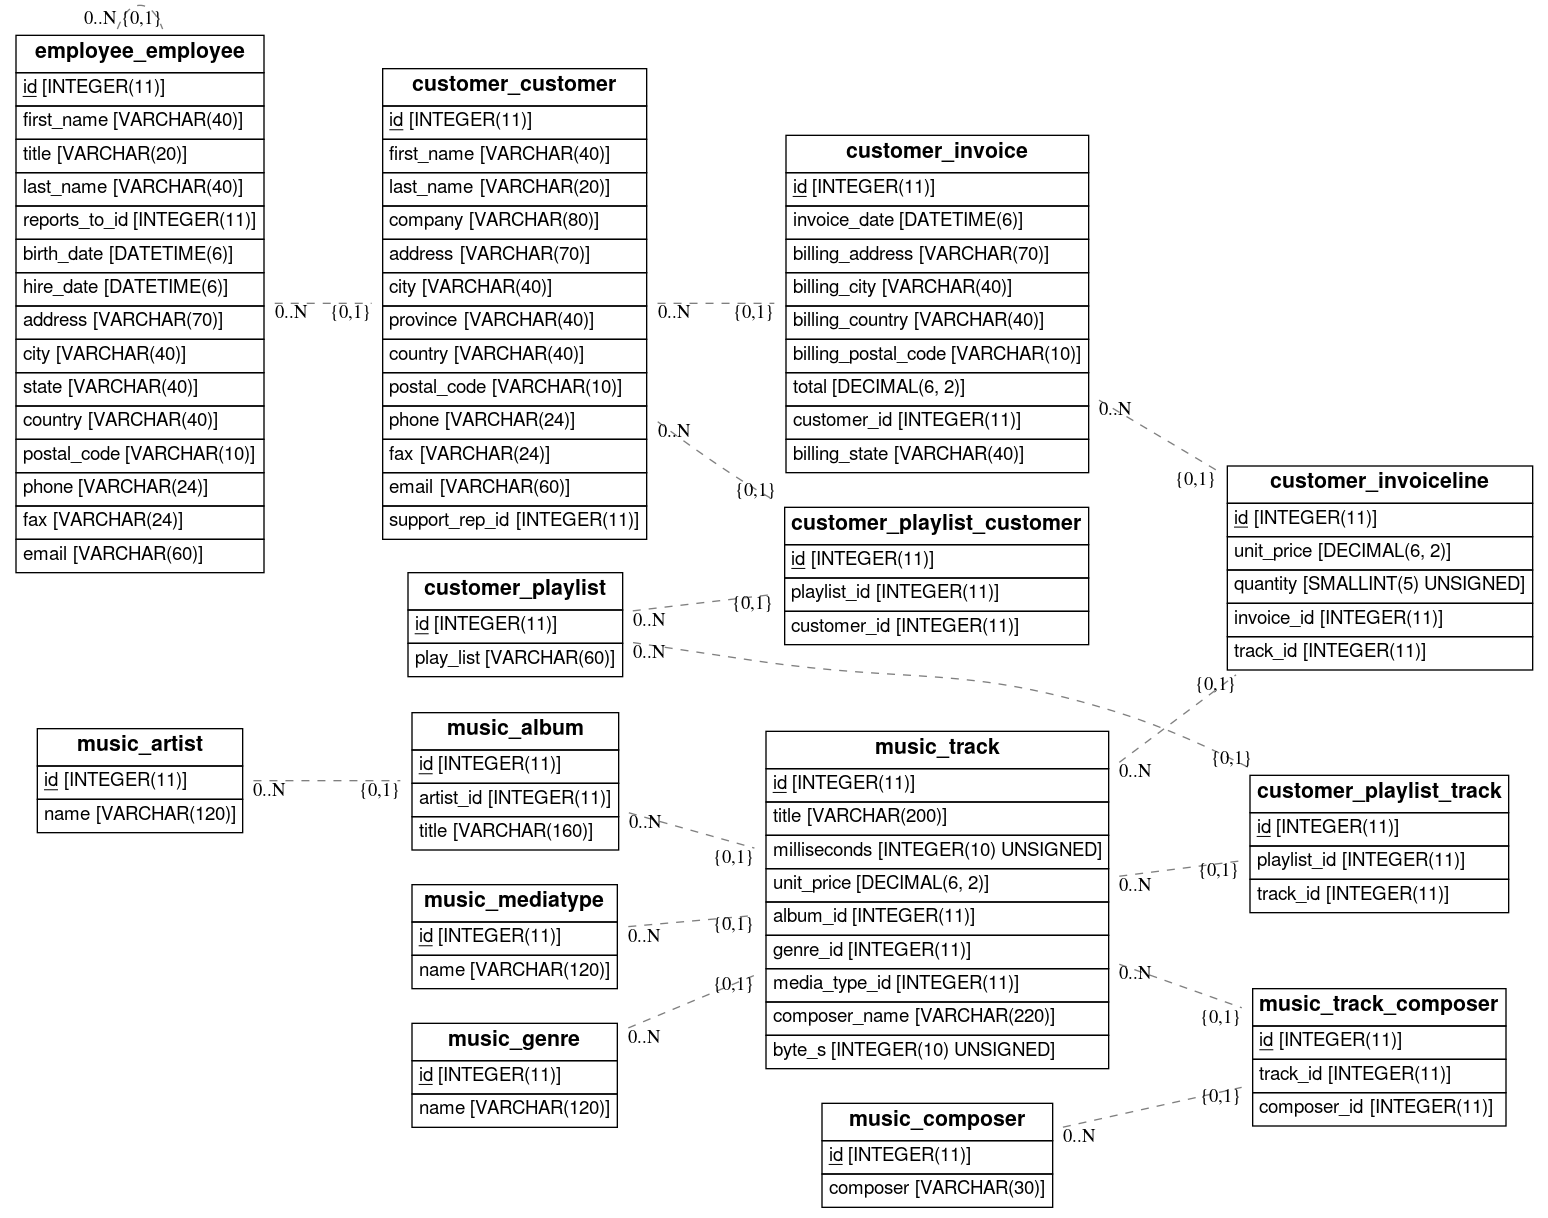 0..N {0,1}
employee_employee
id [INTEGER(11)]
first_name [VARCHAR(40)]
title [VARCHAR(20)]
last_name [VARCHAR(40)]
reports_to_id [INTEGER(11)]
birth_date [DATETIME(6)]
hire_date [DATETIME(6)]
address [VARCHAR(70)]
city [VARCHAR(40)]
state [VARCHAR(40)]
country [VARCHAR(40)]
postal_code [VARCHAR(10)]
phone [VARCHAR(24)]
fax [VARCHAR(24)]
email [VARCHAR(60)]
0..N {0,1}
customer_customer
id [INTEGER(11)]
first_name [VARCHAR(40)]
last_name [VARCHAR(20)]
company [VARCHAR(80)]
address [VARCHAR(70)]
city [VARCHAR(40)]
province [VARCHAR(40)]
country [VARCHAR(40)]
postal_code [VARCHAR(10)]
phone [VARCHAR(24)]
fax [VARCHAR(24)]
email [VARCHAR(60)]
support_rep_id [INTEGER(11)]
0..N {0,1}
0..N
{0,1}
customer_invoice
id [INTEGER(11)]
invoice_date [DATETIME(6)]
billing_address [VARCHAR(70)]
billing_city [VARCHAR(40)]
billing_country [VARCHAR(40)]
billing_postal_code [VARCHAR(10)]
total [DECIMAL(6, 2)]
customer_id [INTEGER(11)]
billing_state [VARCHAR(40)]
0..N
{0,1}
customer_invoiceline
id [INTEGER(11)]
unit_price [DECIMAL(6, 2)]
quantity [SMALLINT(5) UNSIGNED]
invoice_id [INTEGER(11)]
track_id [INTEGER(11)]
{0,1}
customer_playlist_customer
id [INTEGER(11)]
playlist_id [INTEGER(11)]
customer_id [INTEGER(11)]
customer_playlist
id [INTEGER(11)]
play_list [VARCHAR(60)]
0..N {0,1}
0..N
music_artist
id [INTEGER(11)]
name [VARCHAR(120)]
0..N {0,1}
music_album
id [INTEGER(11)]
artist_id [INTEGER(11)]
title [VARCHAR(160)]
0..N
{0,1}
music_mediatype
id [INTEGER(11)]
name [VARCHAR(120)]
0..N {0,1}
music_genre
id [INTEGER(11)]
name [VARCHAR(120)]
{0,1}
0..N
music_track
id [INTEGER(11)]
title [VARCHAR(200)]
milliseconds [INTEGER(10) UNSIGNED]
unit_price [DECIMAL(6, 2)]
album_id [INTEGER(11)]
genre_id [INTEGER(11)]
media_type_id [INTEGER(11)]
composer_name [VARCHAR(220)]
byte_s [INTEGER(10) UNSIGNED]
0..N
{0,1}
0..N {0,1}
0..N
{0,1}
customer_playlist_track
id [INTEGER(11)]
playlist_id [INTEGER(11)]
track_id [INTEGER(11)]
music_track_composer
id [INTEGER(11)]
track_id [INTEGER(11)]
composer_id [INTEGER(11)]
music_composer
id [INTEGER(11)]
composer [VARCHAR(30)]
0..N {0,1}